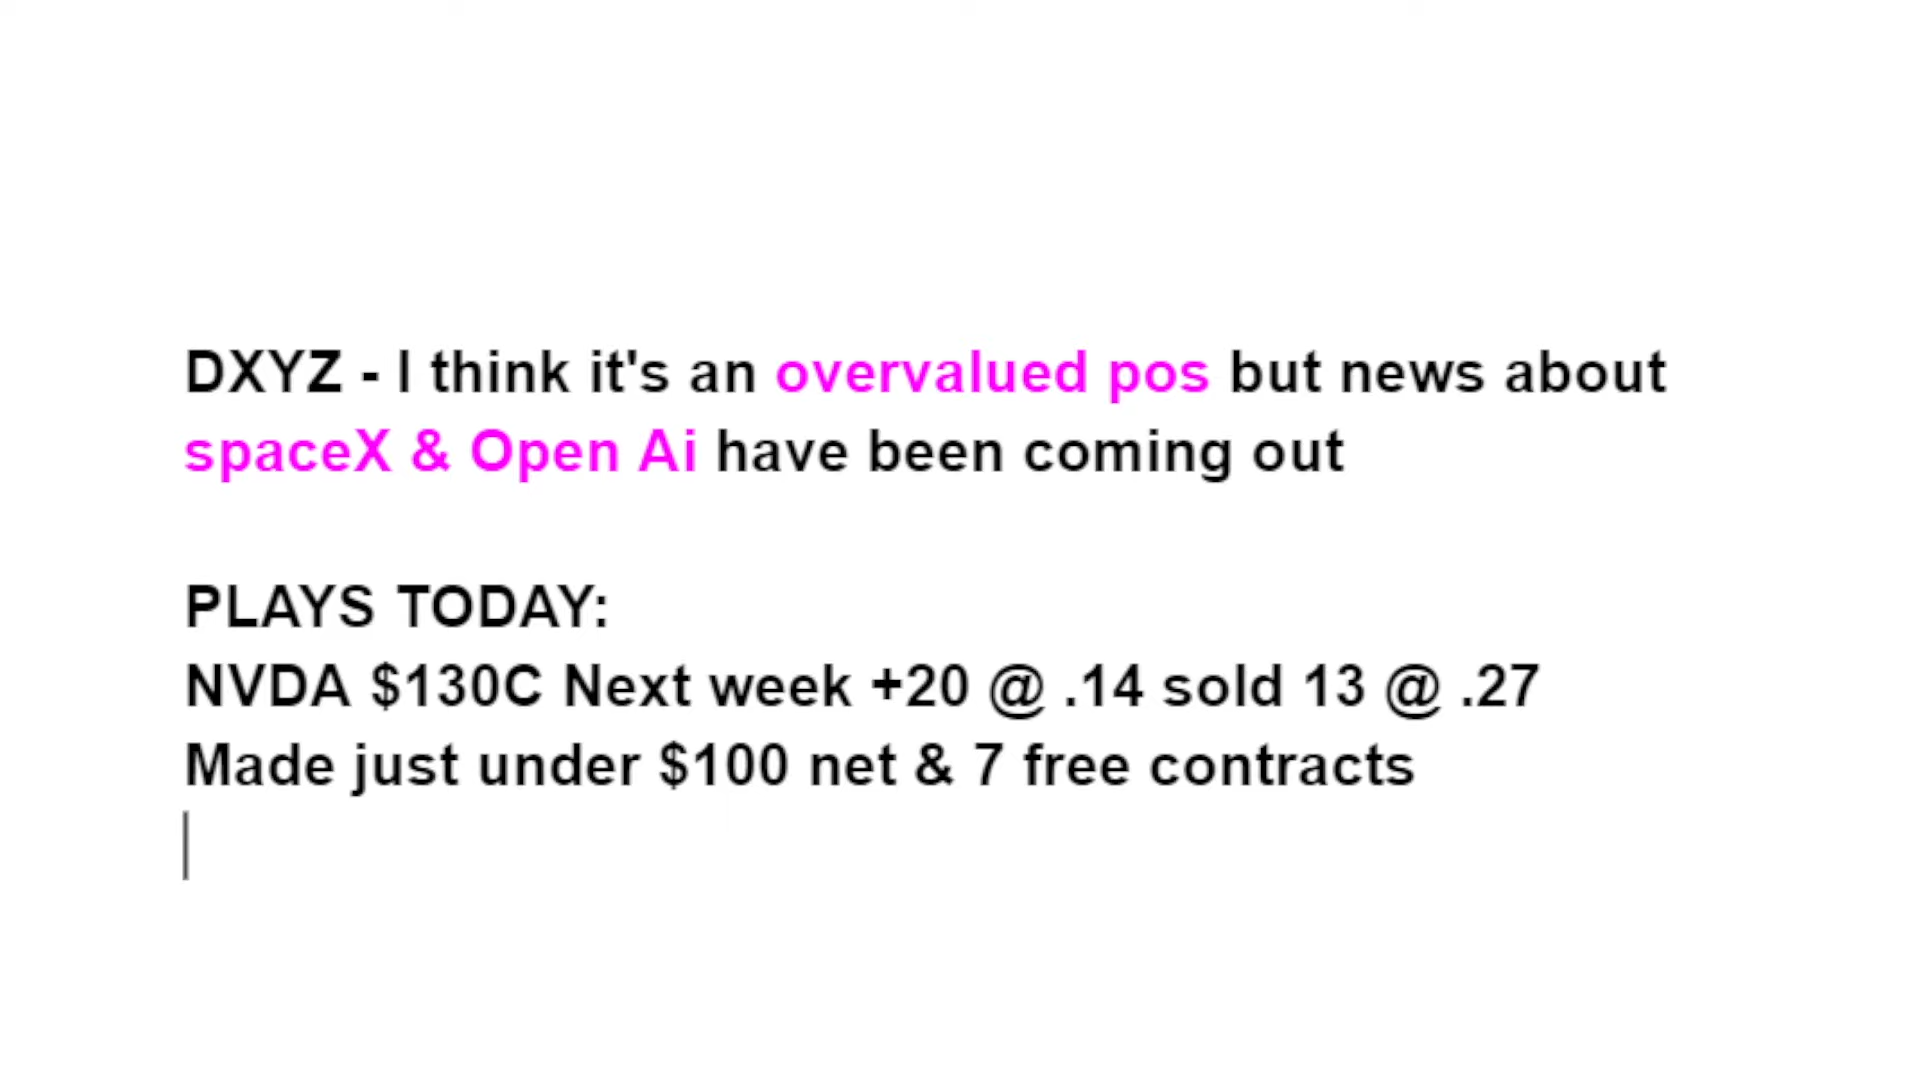 DXYZ - I think it's an overvalued pos but news about
spaceX & Open Ai have been coming out
PLAYS TODAY:
NVDA $130C Next week +20 @ .14 sold 13 @ .27
Made just under $100 net & 7 free contracts